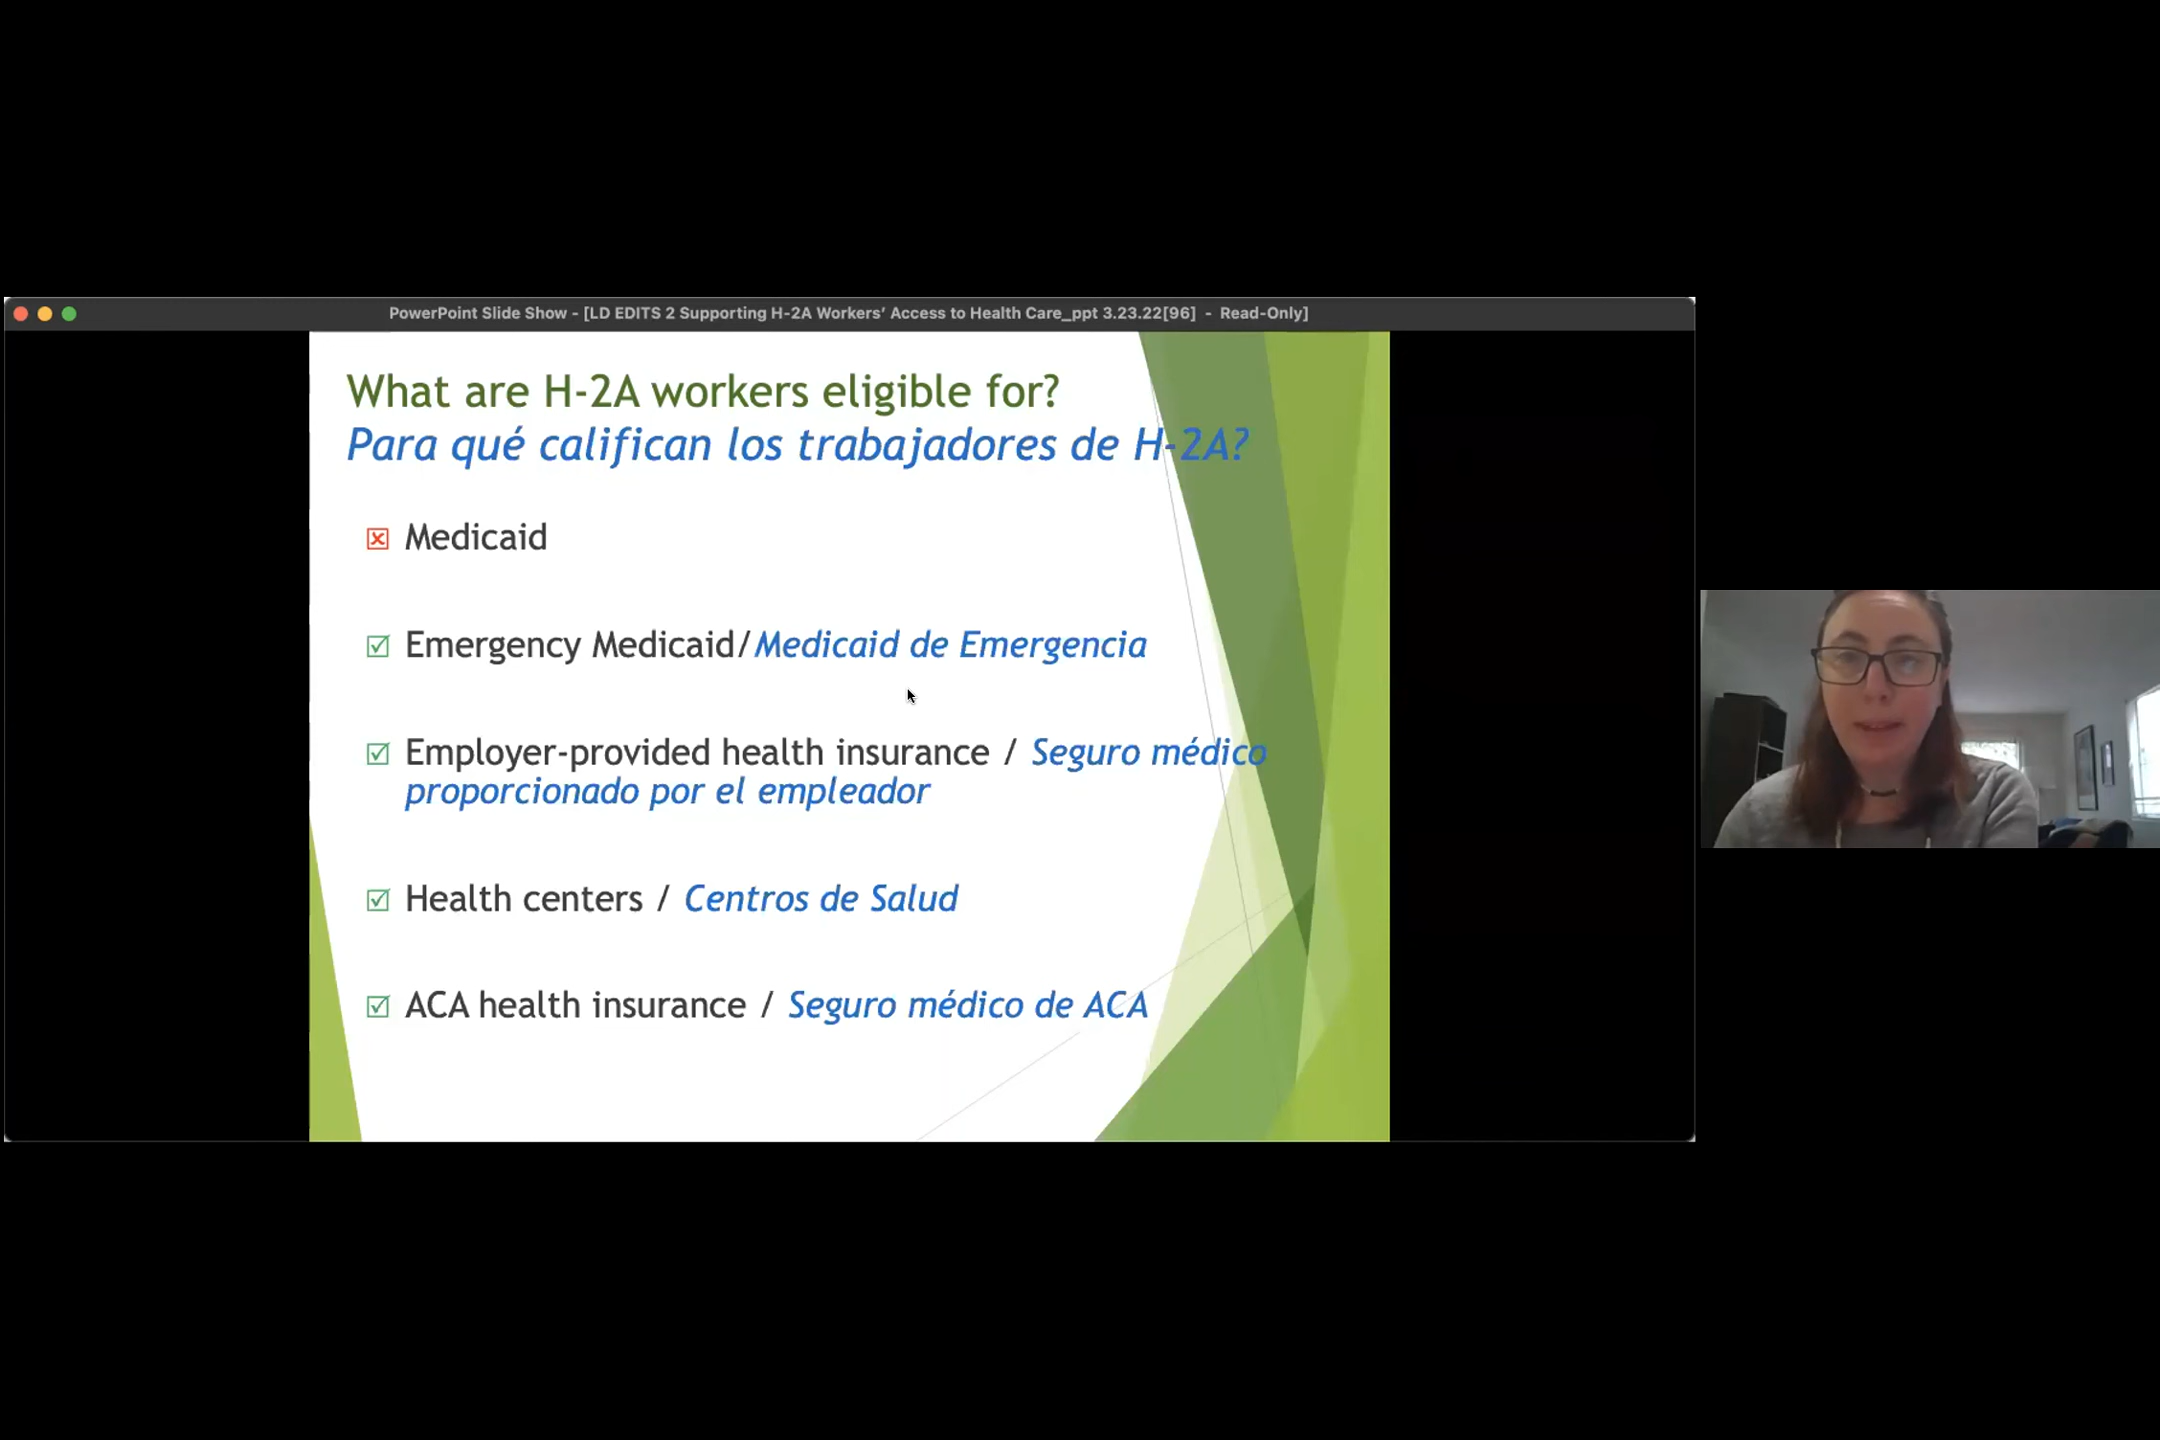 PowerPoint Slide Show - [LD EDITS 2 Supporting H-2A Workers’ Access to Health Care_ppt 3.23.22[96] - Read-Only]
What are H-2A workers eligible for?
Para qué califican los trabajadores de H-2A?
Medicaid
Emergency Medicaid/Medicaid de Emergencia
Employer-provided health insurance / Seguro médico
proporcionado por el empleador
Health centers / Centros de Salud
ACA health insurance / Seguro médico de ACA